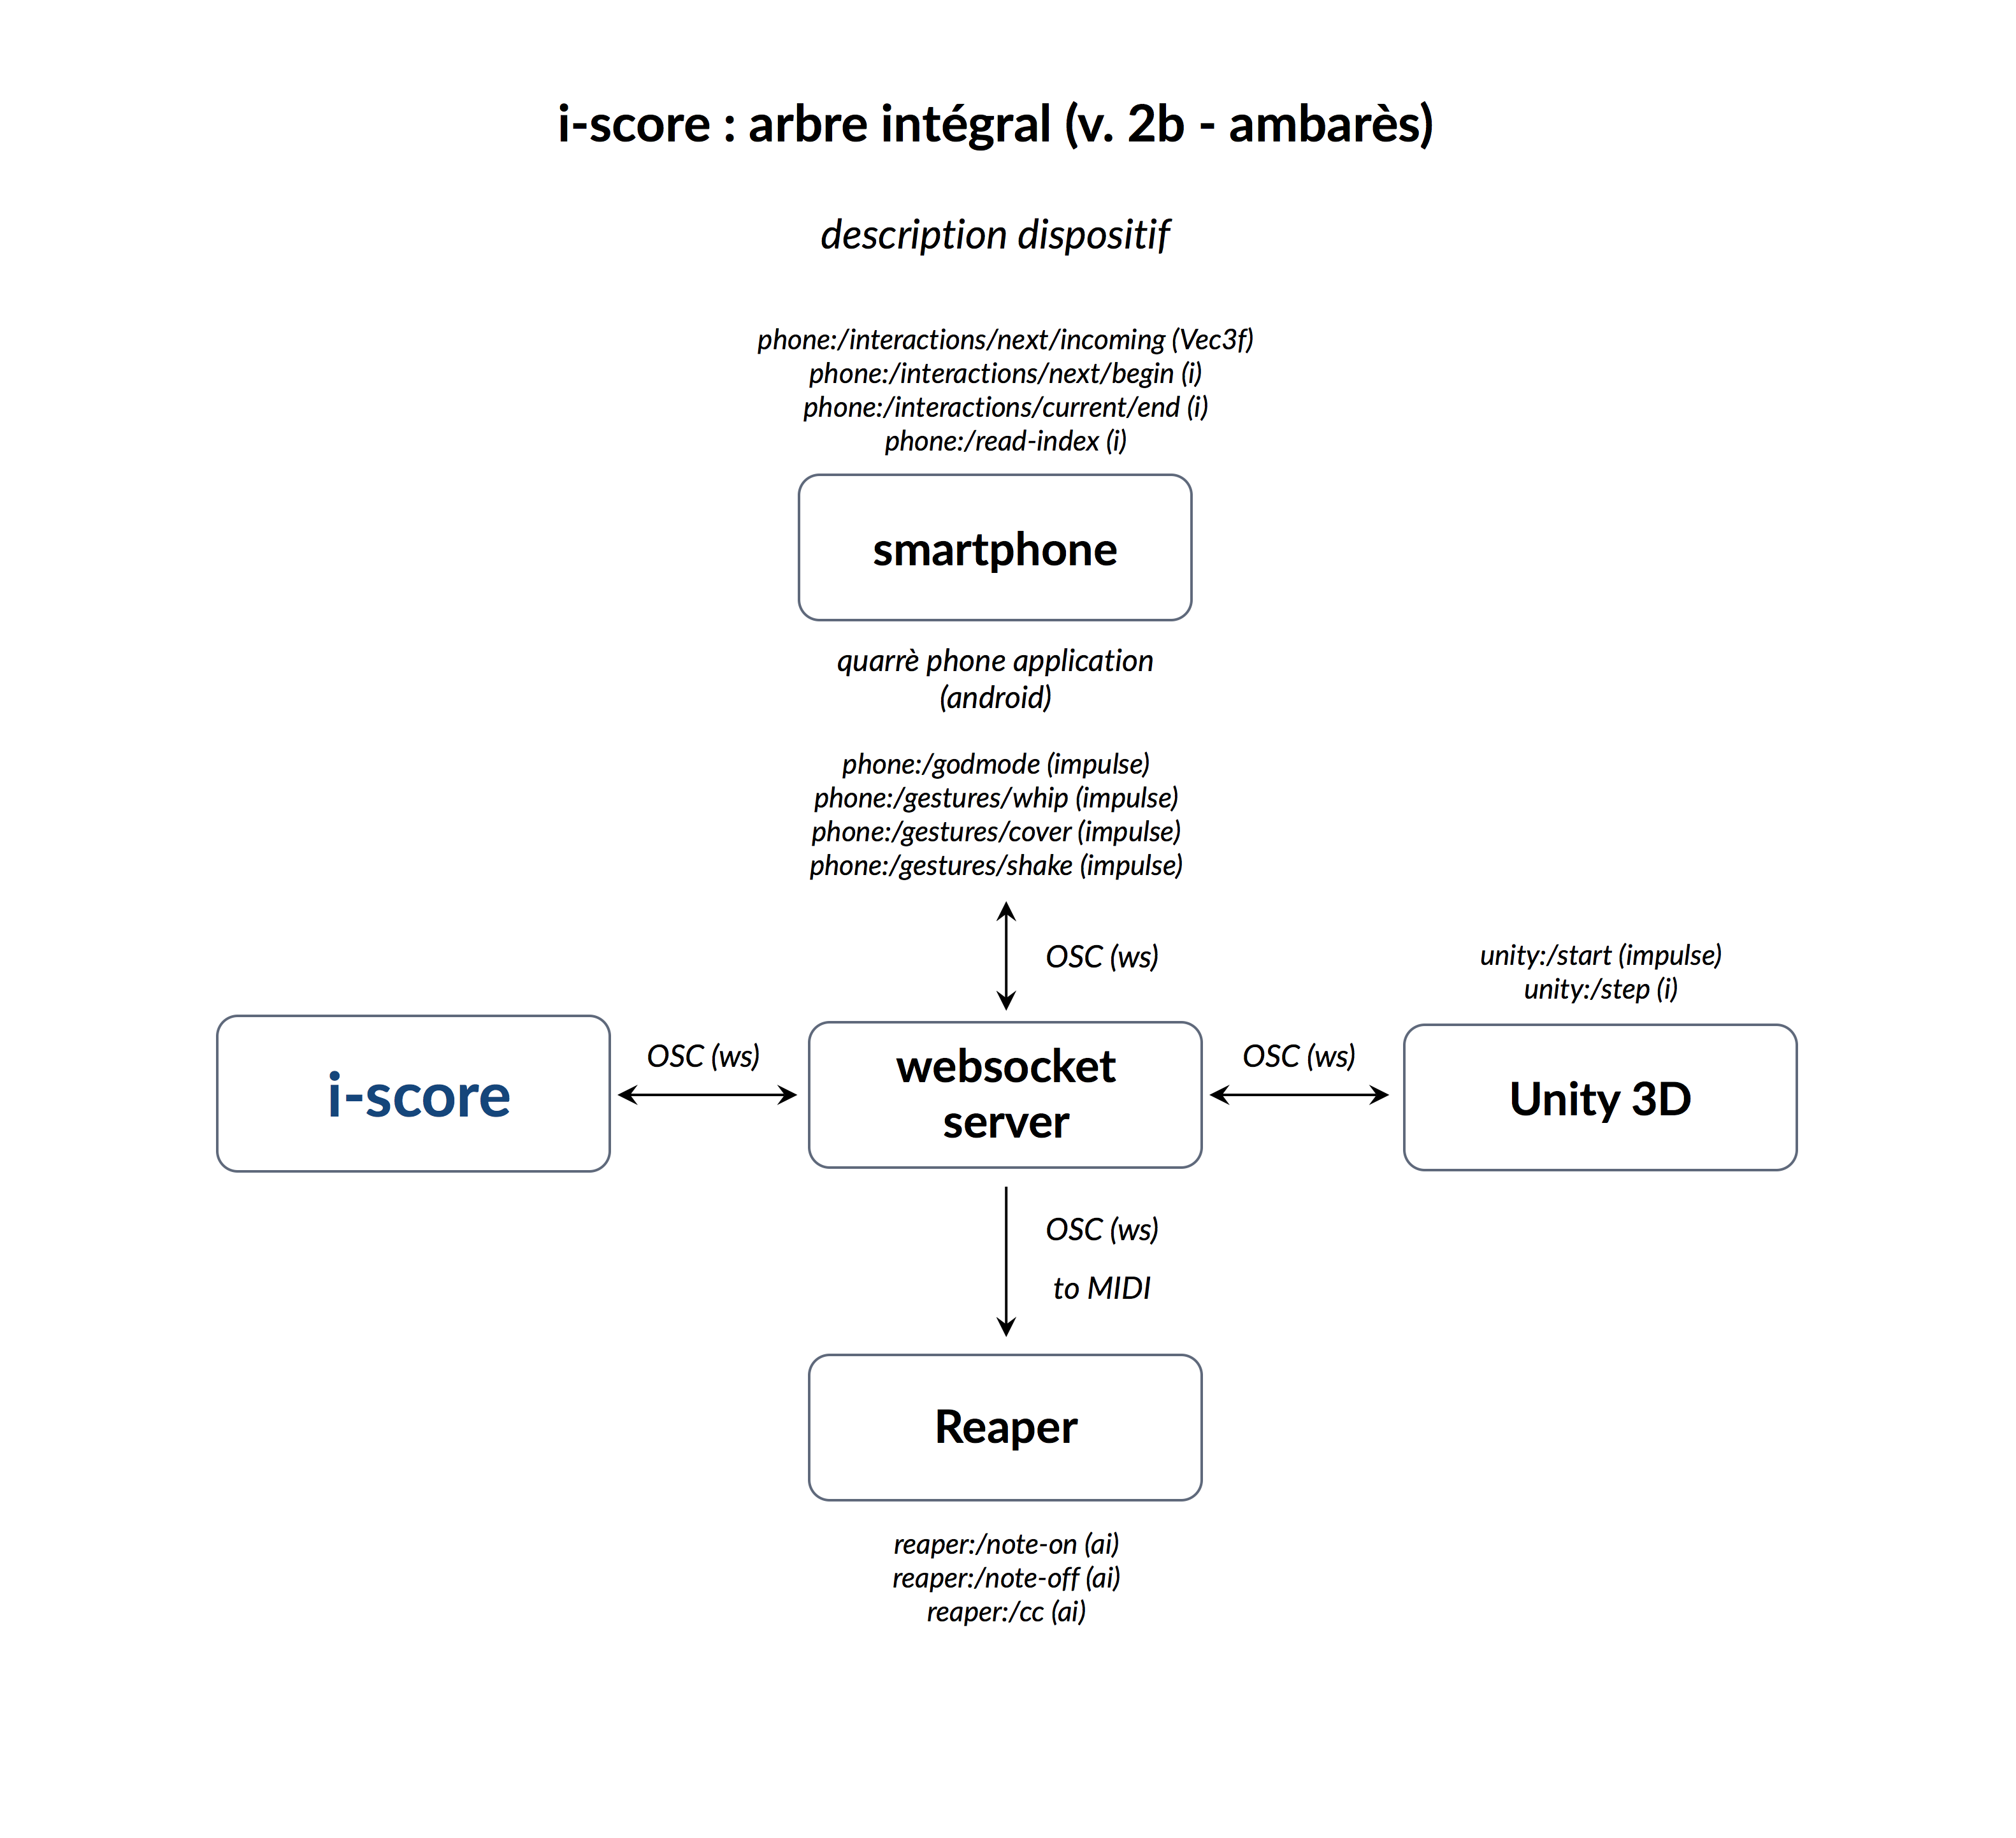 i-score : arbre intégral (v. 2b - ambarès)
description dispositif
phone:/interactions/next/incoming (Vec3f)
phone:/interactions/next/begin (i)
phone:/interactions/current/end (i)
phone:/read-index (i)
smartphone
quarrè phone application
(android)
phone:/godmode (impulse)
phone:/gestures/whip (impulse)
phone:/gestures/cover (impulse)
phone:/gestures/shake (impulse)
OSC (ws)
unity:/start (impulse)
unity:/step (i)
i-score
OSC (ws)
websocket
server
OSC (ws)
Unity 3D
OSC (ws)
to MIDI
Reaper
reaper:/note-on (ai)
reaper:/note-off (ai)
reaper:/cc (ai)